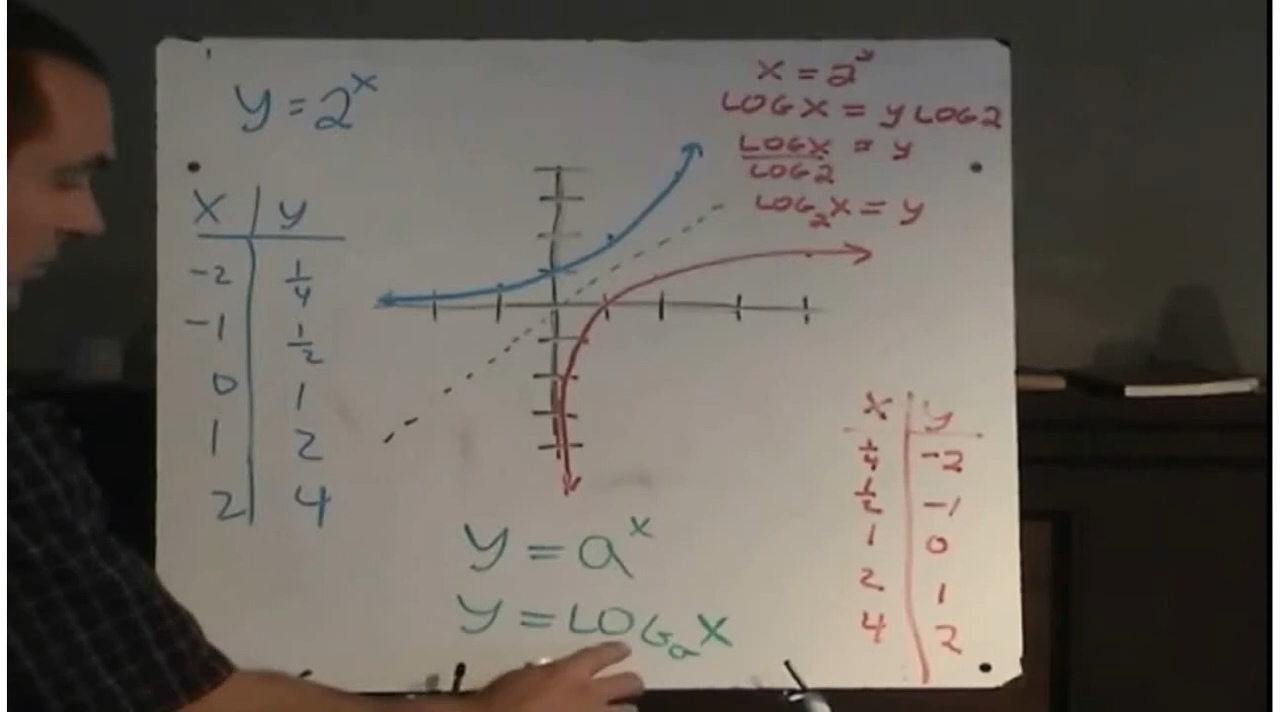 y = 2^x
x | y
-2 | 1/4
-1 | 1/2
0 | 1
1 | 2
2 | 4
x = 2^y
LOG x = y LOG 2
LOG x / LOG 2 = y
LOG_2 x = y
x | y
1/4 | -2
1/2 | -1
1 | 0
2 | 1
4 | 2
y = a^x
y = LOG_a x